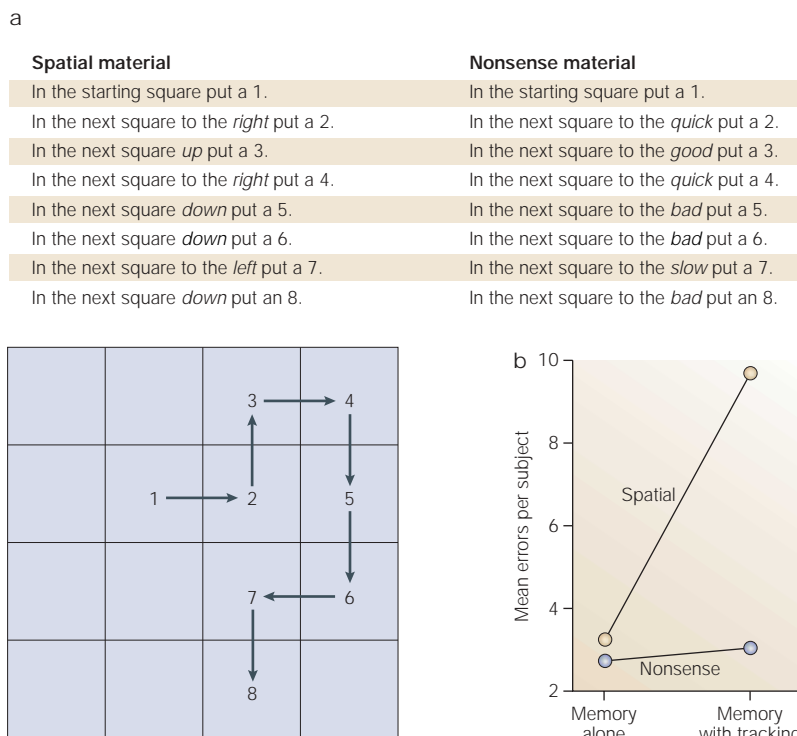 a
Spatial material
In the starting square put a 1.
In the next square to the right put a 2.
In the next square up put a 3.
In the next square to the right put a 4.
In the next square down put a 5.
In the next square down put a 6.
In the next square to the left put a 7.
In the next square down put an 8.
Nonsense material
In the starting square put a 1.
In the next square to the quick put a 2.
In the next square to the good put a 3.
In the next square to the quick put a 4.
In the next square to the bad put a 5.
In the next square to the bad put a 6.
In the next square to the slow put a 7.
In the next square to the bad put an 8.
3 4
1 2 5
7 6
8
b
Mean errors per subject
10
8
6
4
2
Spatial
Nonsense
Memory
alone
Memory
with tracking